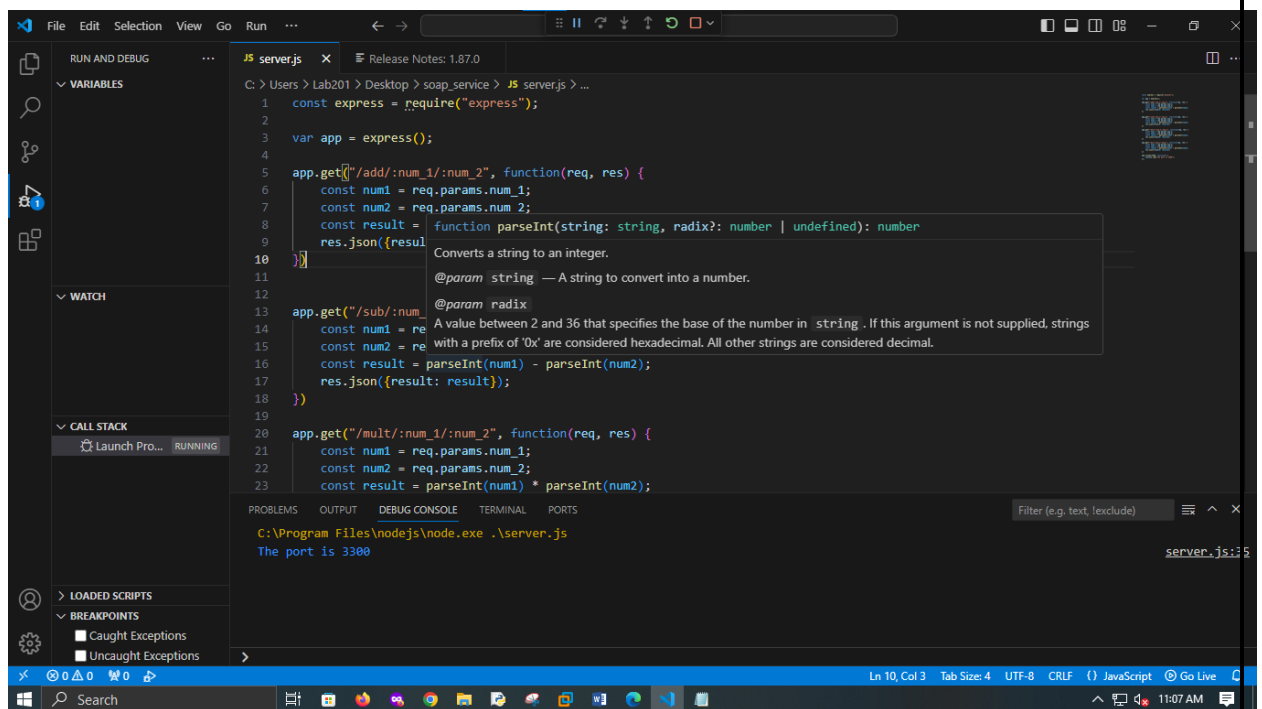 File Edit Selection View Go Run ···
RUN AND DEBUG ···
JS server.js × Release Notes: 1.87.0
VARIABLES
C: > Users > Lab201 > Desktop > soap_service > JS server.js > ...
1 const express = require("express");
2
3 var app = express();
4
5 app.get("/add/:num_1/:num_2", function(req, res) {
6 const num1 = req.params.num_1;
7 const num2 = req.params.num_2;
8 const result =
9 res.json({resul
10 })
11
12
13 app.get("/sub/:num_
14 const num1 = re
15 const num2 = re
16 const result = parseInt(num1) - parseInt(num2);
17 res.json({result: result});
18 })
19
20 app.get("/mult/:num_1/:num_2", function(req, res) {
21 const num1 = req.params.num_1;
22 const num2 = req.params.num_2;
23 const result = parseInt(num1) * parseInt(num2);
function parseInt(string: string, radix?: number | undefined): number
Converts a string to an integer.
@param string — A string to convert into a number.
@param radix
A value between 2 and 36 that specifies the base of the number in string . If this argument is not supplied, strings
with a prefix of '0x' are considered hexadecimal. All other strings are considered decimal.
WATCH
CALL STACK
Launch Pro... RUNNING
LOADED SCRIPTS
BREAKPOINTS
Caught Exceptions
Uncaught Exceptions
PROBLEMS OUTPUT DEBUG CONSOLE TERMINAL PORTS
Filter (e.g. text, !exclude)
C:\Program Files\nodejs\node.exe .\server.js
The port is 3300 server.js:35
>
0 0 0
Ln 10, Col 3 Tab Size: 4 UTF-8 CRLF {} JavaScript Go Live
Search
11:07 AM